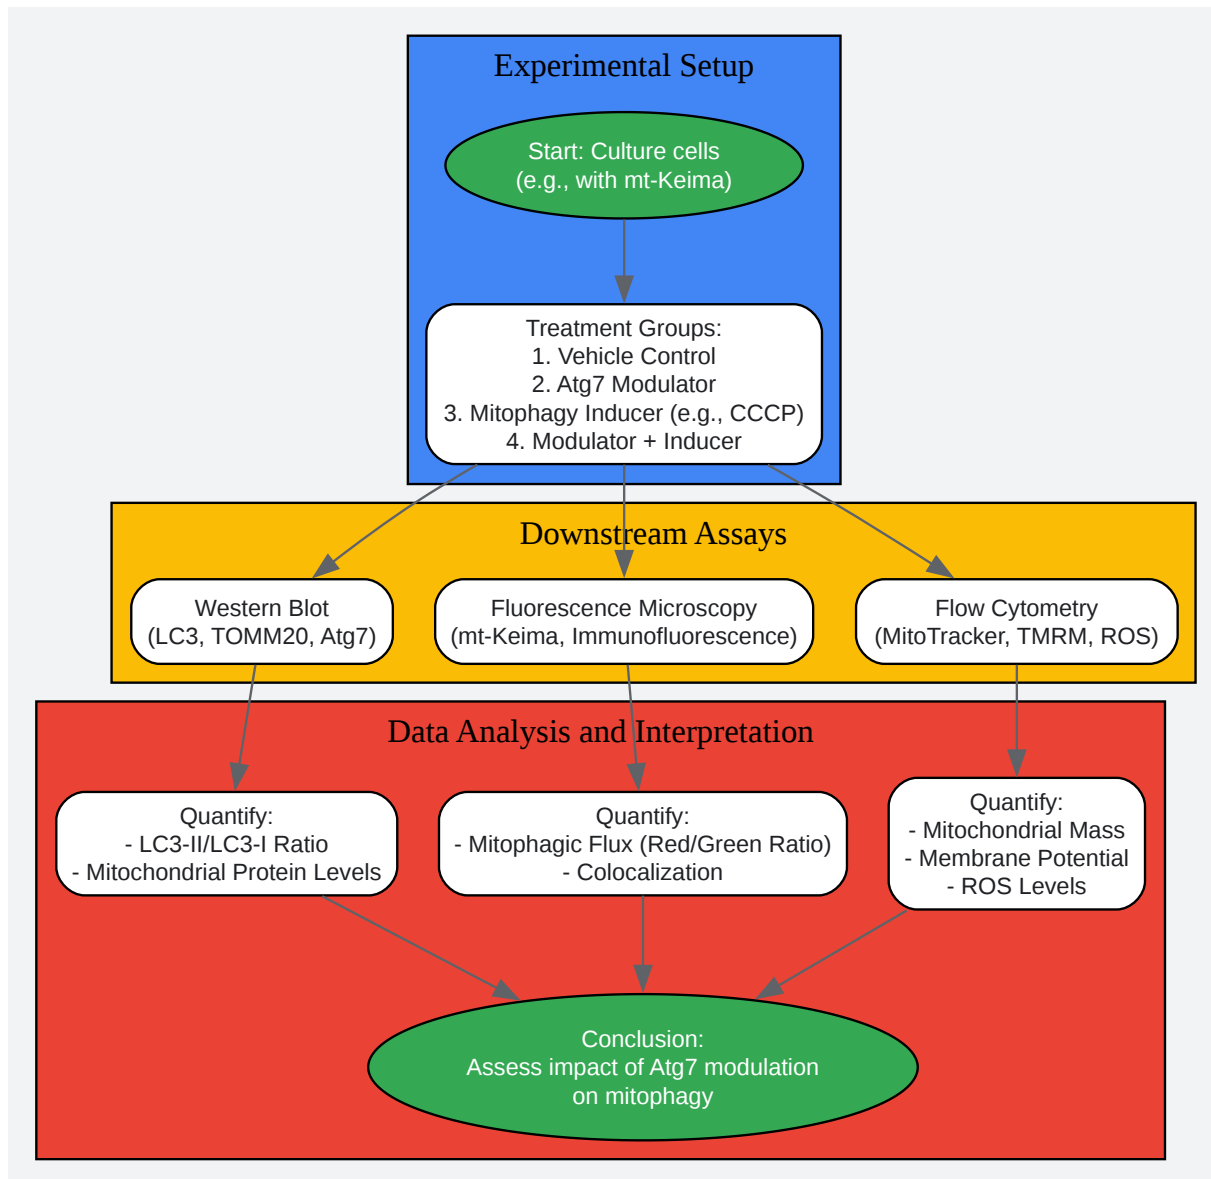 Experimental Setup
Start: Culture cells
(e.g., with mt-Keima)
Treatment Groups:
1. Vehicle Control
2. Atg7 Modulator
3. Mitophagy Inducer (e.g., CCCP)
4. Modulator + Inducer
Downstream Assays
Western Blot
(LC3, TOMM20, Atg7)
Fluorescence Microscopy
(mt-Keima, Immunofluorescence)
Flow Cytometry
(MitoTracker, TMRM, ROS)
Data Analysis and Interpretation
Quantify:
- LC3-II/LC3-I Ratio
- Mitochondrial Protein Levels
Quantify:
- Mitophagic Flux (Red/Green Ratio)
- Colocalization
Quantify:
- Mitochondrial Mass
- Membrane Potential
- ROS Levels
Conclusion:
Assess impact of Atg7 modulation
on mitophagy